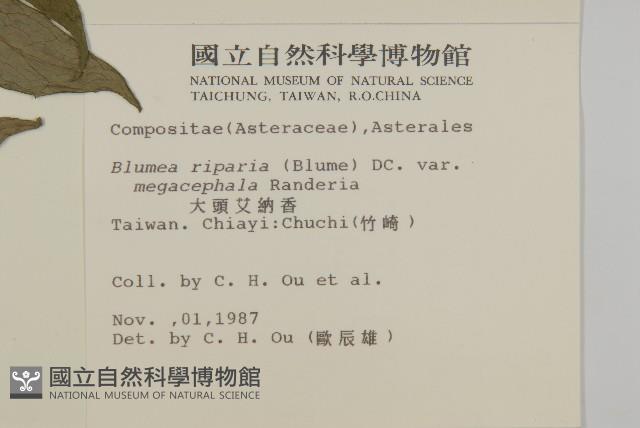 國立自然科學博物館
NATIONAL MUSEUM OF NATURAL SCIENCE
TAICHUNG, TAIWAN, R.O.CHINA
Compositae(Asteraceae),Asterales
Blumea riparia (Blume) DC. var.
megacephala Randeria
大頭艾納香
Taiwan. Chiayi:Chuchi(竹崎)
Coll. by C. H. Ou et al.
Nov. ,01,1987
Det. by C. H. Ou (歐辰雄)
國立自然科學博物館
NATIONAL MUSEUM OF NATURAL SCIENCE